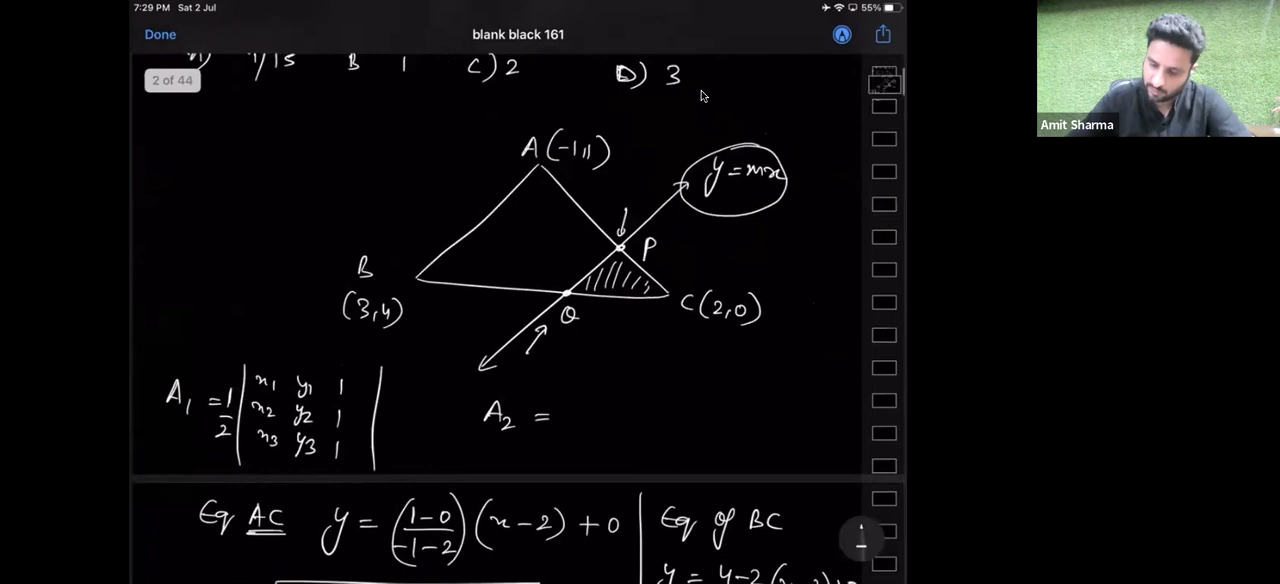 7:29 PM Sat 2 Jul
55%
Done
blank black 161
2 of 44
B 1 C) 2 D) 3
A(-1,1)
y = mx
P
B
(3,4)
Q
C(2,0)
A₁ = 1/2 | x₁ y₁ 1 |
| x₂ y₂ 1 |
| x₃ y₃ 1 |
A₂ =
Eq AC y = (1-0/-1-2)(x-2)+0
Eq of BC
Amit Sharma